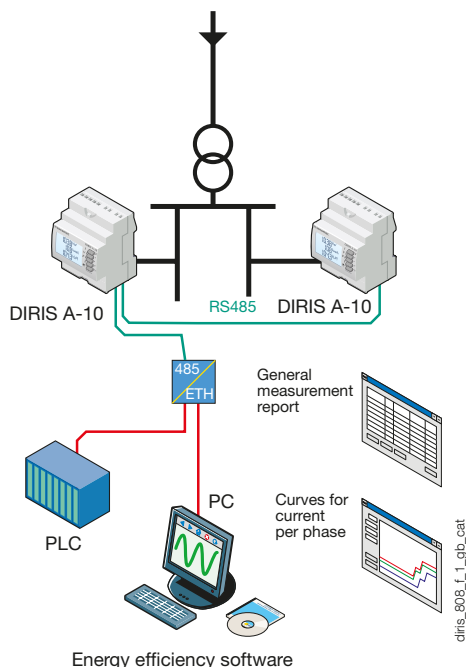 DIRIS A-10
RS485
DIRIS A-10
485
ETH
General
measurement
report
PLC
PC
Curves for
current
per phase
diris_808_f_1_gb_cat
Energy efficiency software